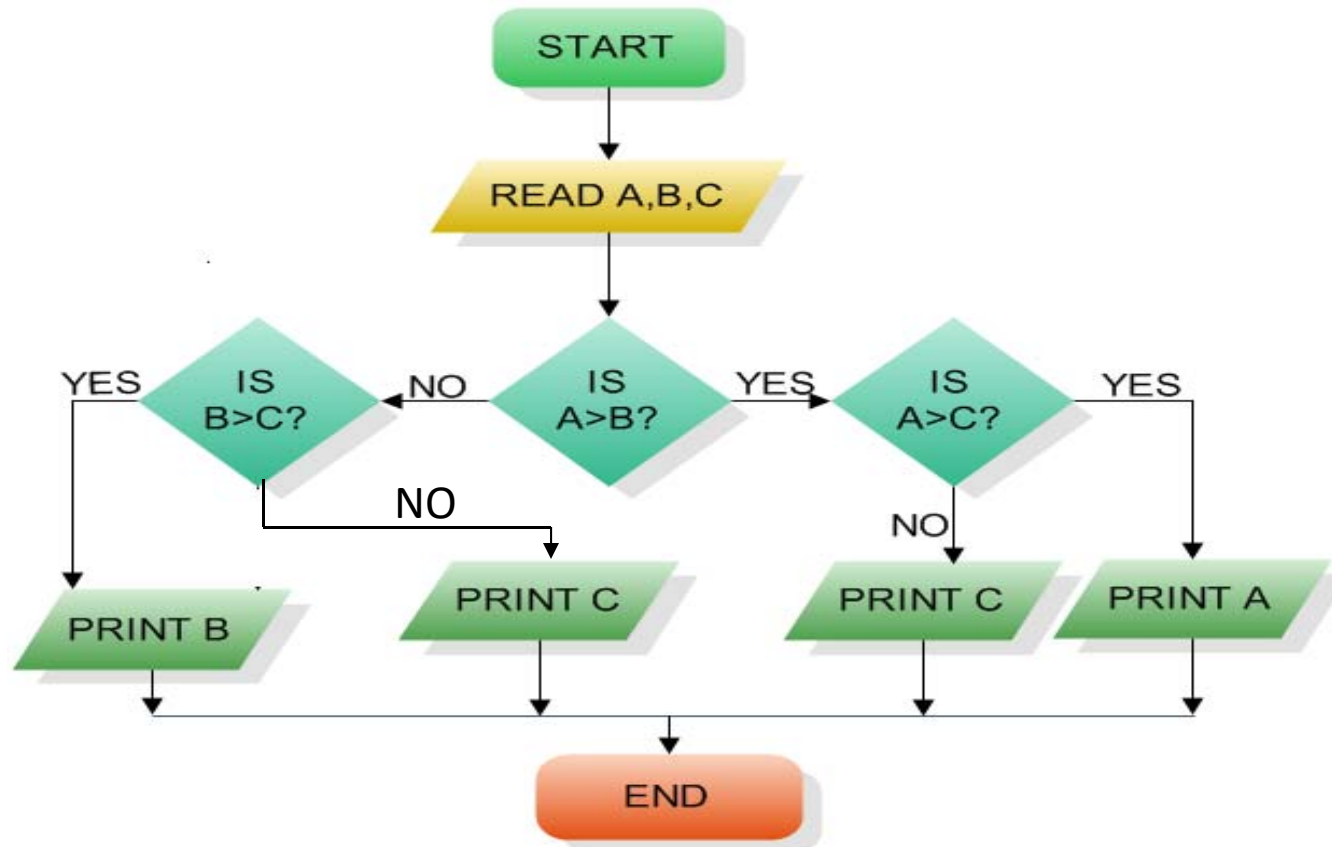 START
READ A,B,C
YES
IS
B>C?
NO
IS
A>B?
YES
IS
A>C?
YES
NO
NO
PRINT B
PRINT C
PRINT C
PRINT A
END